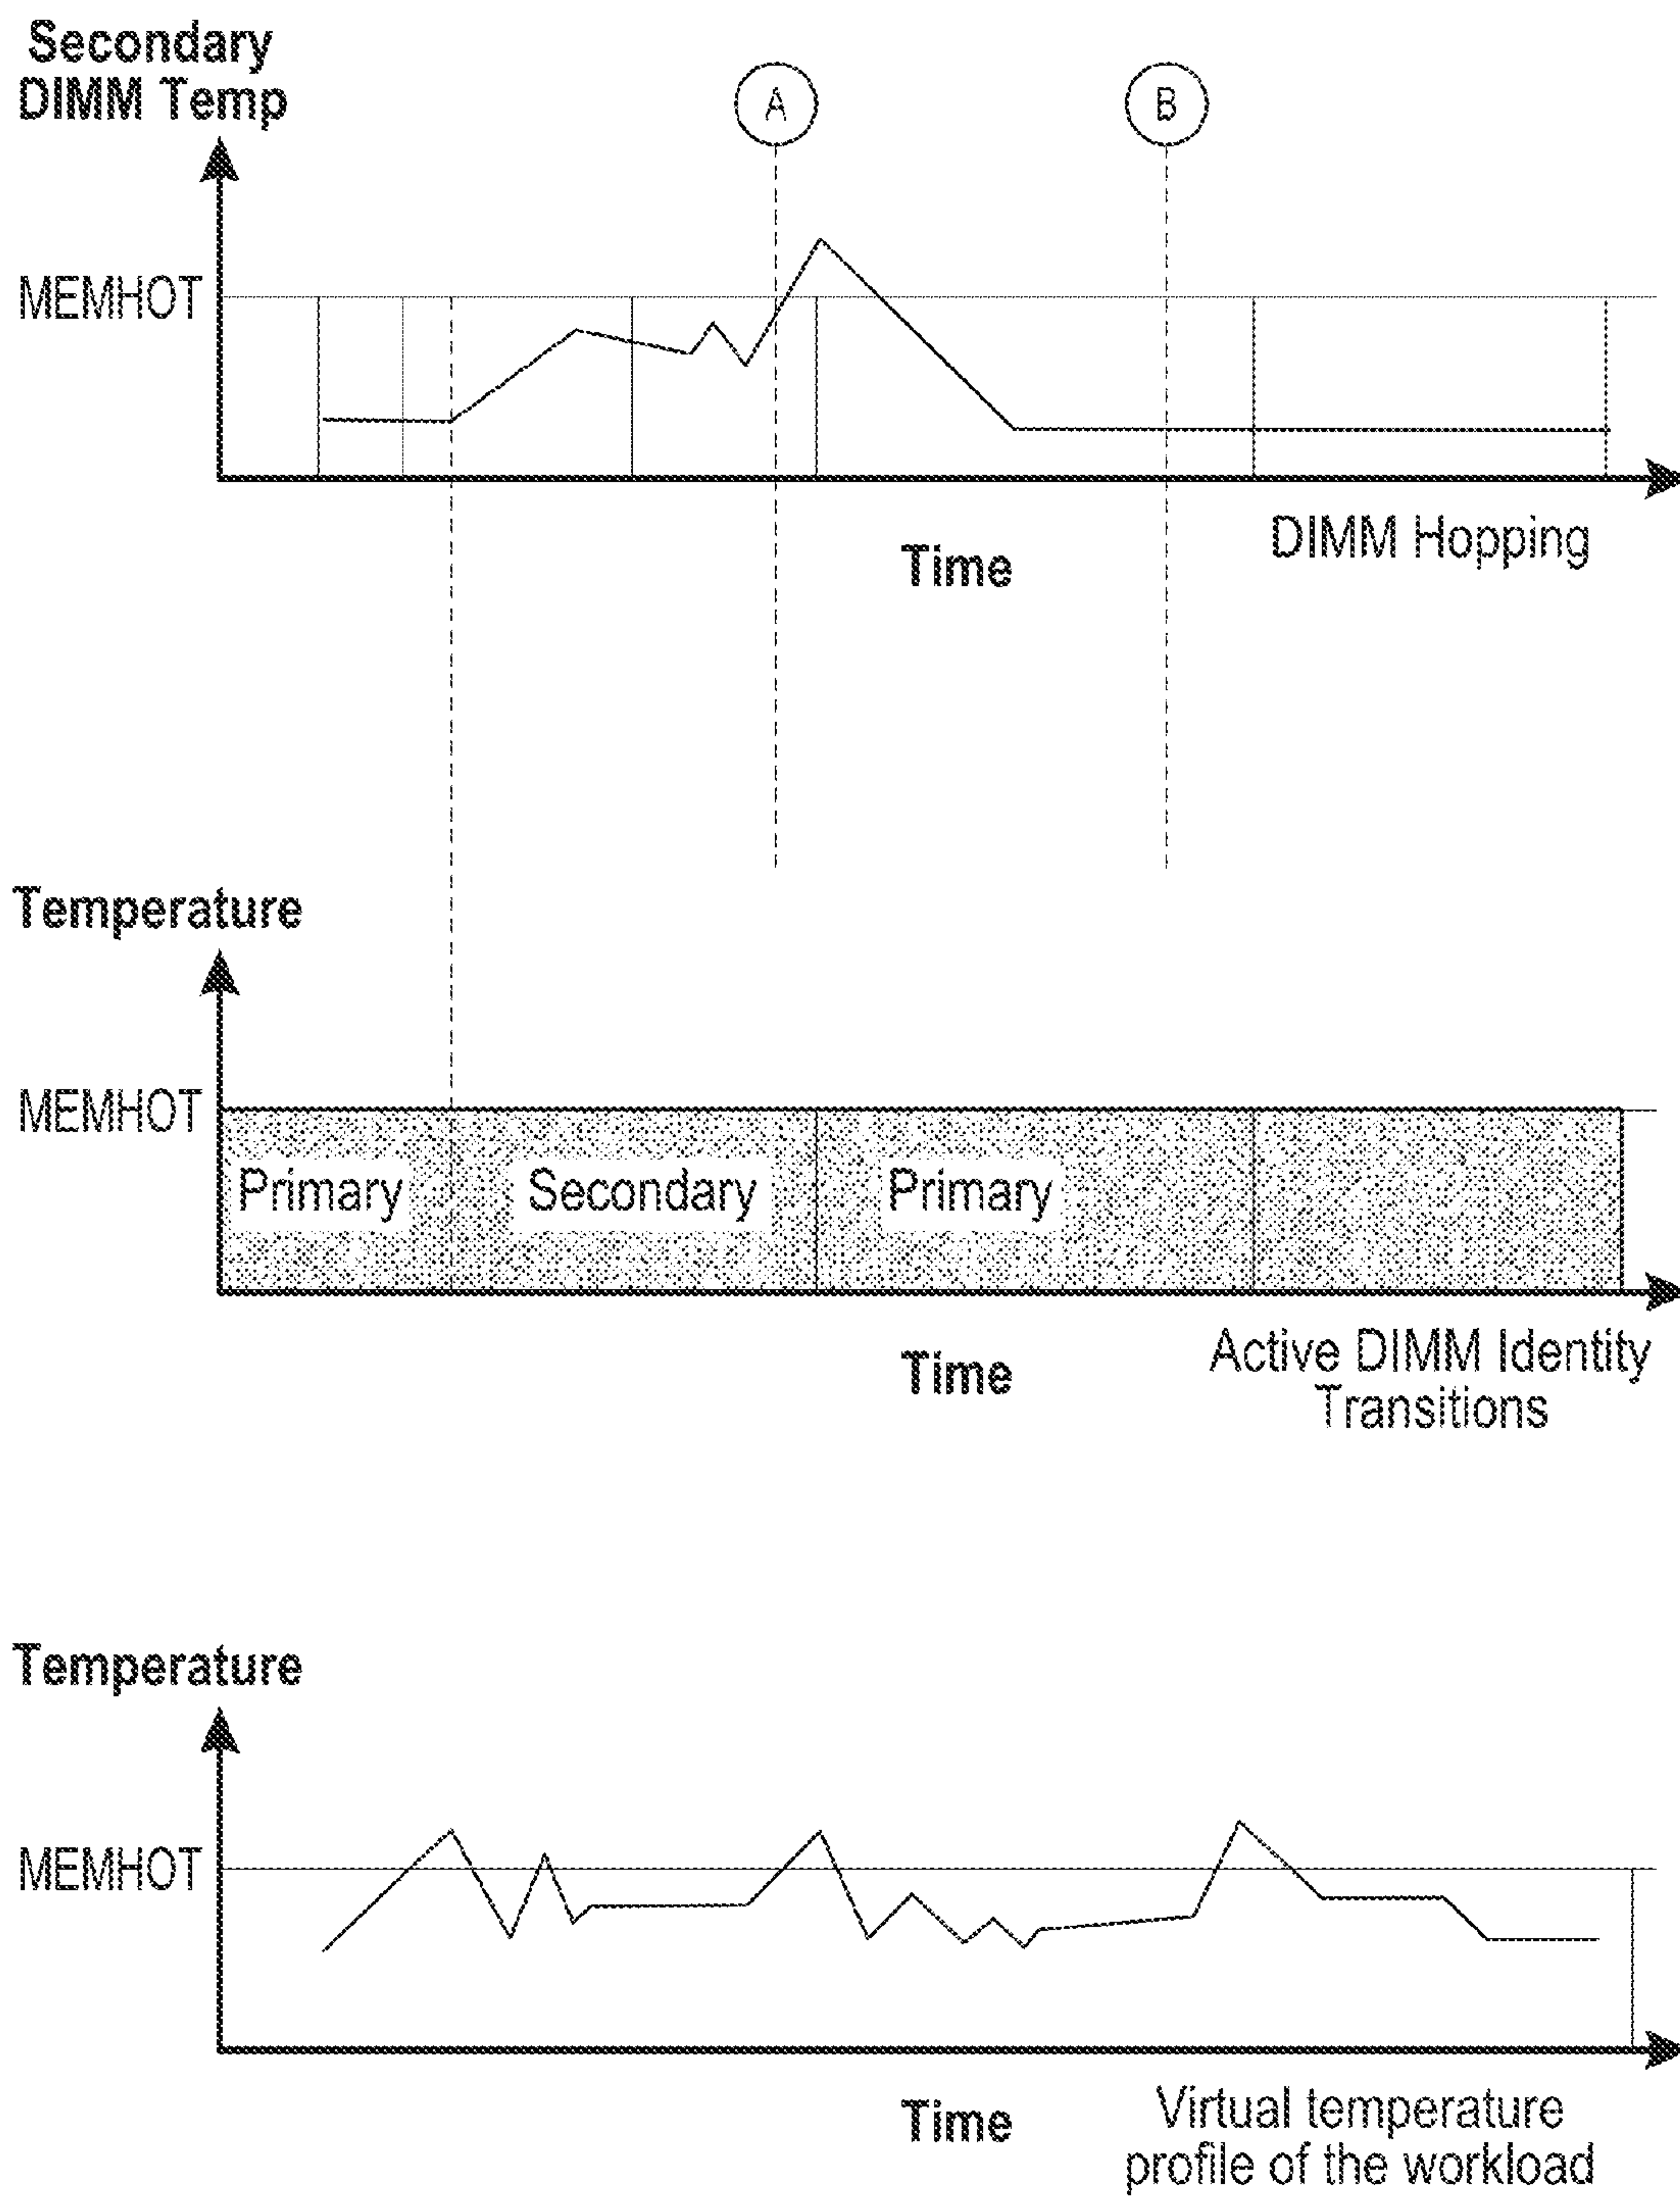 Secondary
DIMM Temp
A
B
MEMHOT
DIMM Hopping
Time
Temperature
MEMHOT
Primary
Secondary
Primary
Time
Active DIMM Identity
Transitions
Temperature
MEMHOT
Time
Virtual temperature
profile of the workload